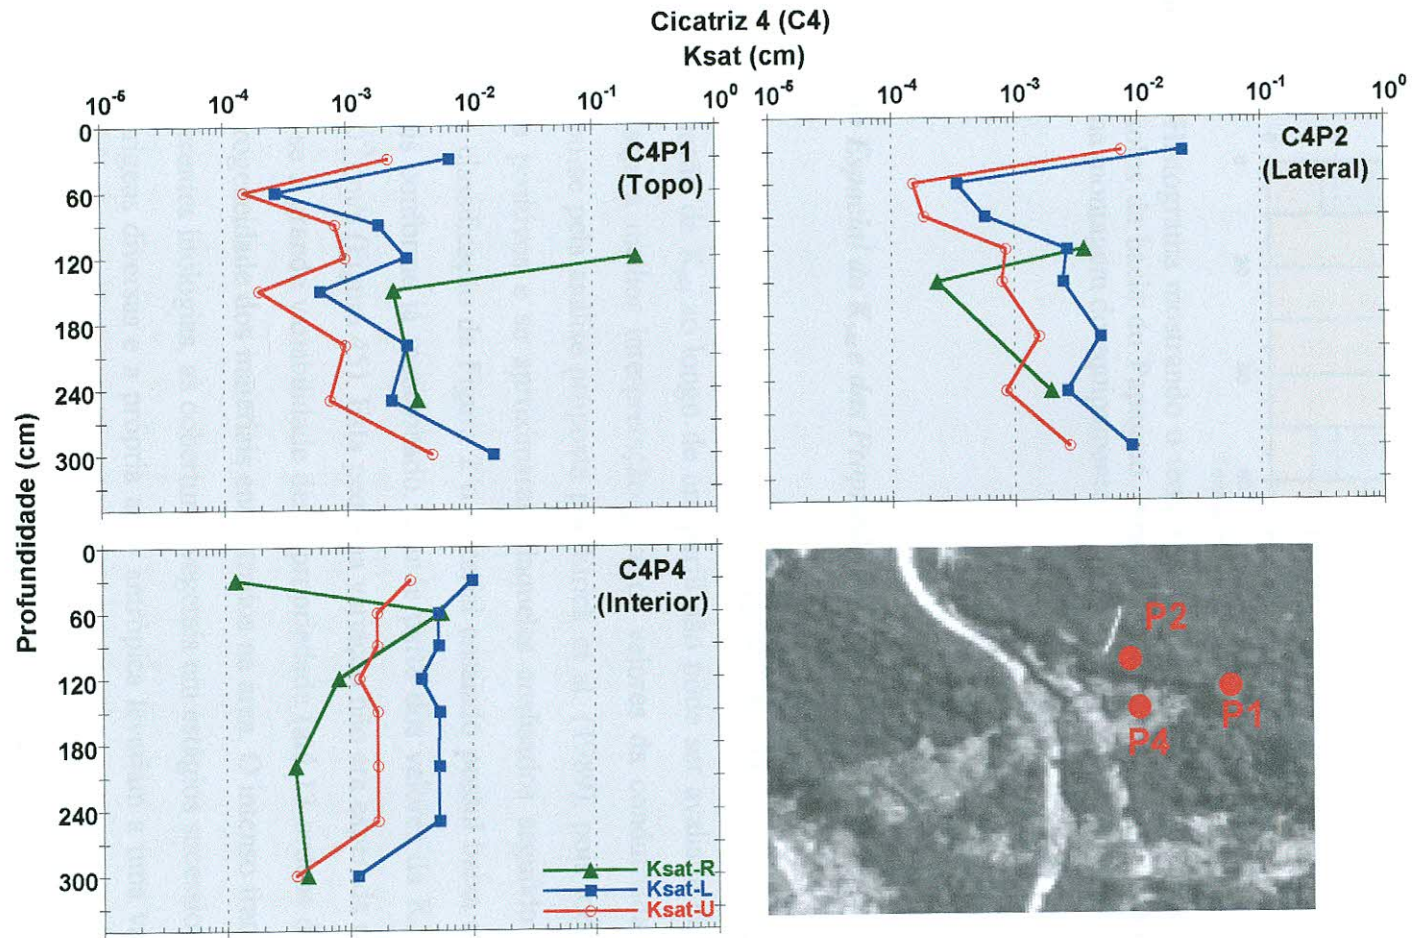 Cicatriz 4 (C4)
Ksat (cm)
10-6 10-4 10-3 10-2 10-1 100
10-6 10-4 10-3 10-2 10-1 100
Profundidade (cm)
0
60
120
180
240
300
C4P1
(Topo)
C4P2
(Lateral)
0
60
120
180
240
300
C4P4
(Interior)
Ksat-R
Ksat-L
Ksat-U
P2
P1
P4